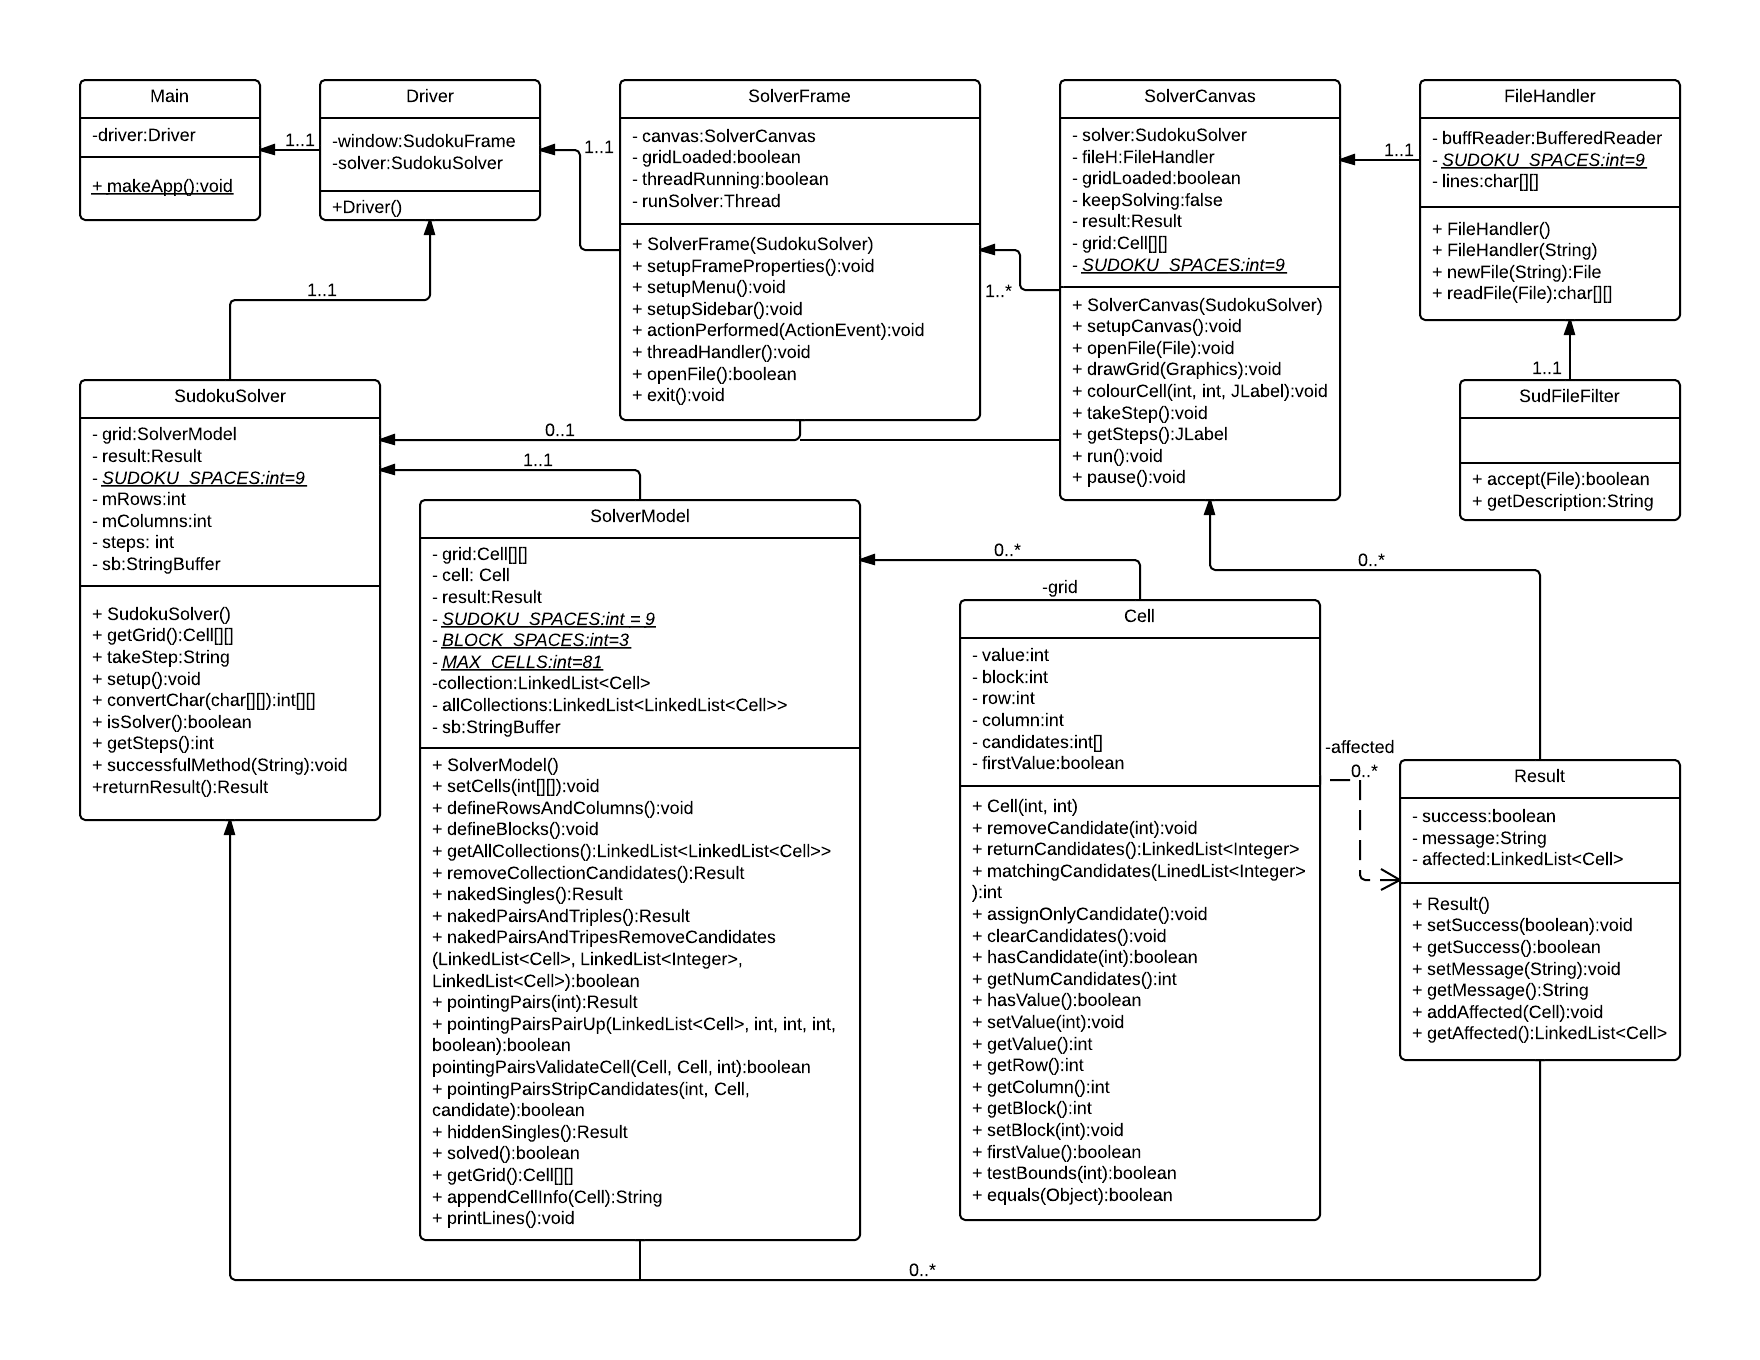 Main
-driver:Driver
+ makeApp():void
1..1
Driver
-window:SudokuFrame
-solver:SudokuSolver
+Driver()
1..1
SolverFrame
- canvas:SolverCanvas
- gridLoaded:boolean
- threadRunning:boolean
- runSolver:Thread
+ SolverFrame(SudokuSolver)
+ setupFrameProperties():void
+ setupMenu():void
+ setupSidebar():void
+ actionPerformed(ActionEvent):void
+ threadHandler():void
+ openFile():boolean
+ exit():void
1..*
SolverCanvas
- solver:SudokuSolver
- fileH:FileHandler
- gridLoaded:boolean
- keepSolving:false
- result:Result
- grid:Cell[][]
- SUDOKU_SPACES:int=9
+ SolverCanvas(SudokuSolver)
+ setupCanvas():void
+ openFile(File):void
+ drawGrid(Graphics):void
+ colourCell(int, int, JLabel):void
+ takeStep():void
+ getSteps():JLabel
+ run():void
+ pause():void
1..1
FileHandler
- buffReader:BufferedReader
- SUDOKU_SPACES:int=9
- lines:char[][]
+ FileHandler()
+ FileHandler(String)
+ newFile(String):File
+ readFile(File):char[][]
1..1
SudFileFilter
+ accept(File):boolean
+ getDescription:String
1..1
SudokuSolver
- grid:SolverModel
- result:Result
- SUDOKU_SPACES:int=9
- mRows:int
- mColumns:int
- steps: int
- sb:StringBuffer
+ SudokuSolver()
+ getGrid():Cell[][]
+ takeStep:String
+ setup():void
+ convertChar(char[][]):int[][]
+ isSolver():boolean
+ getSteps():int
+ successfulMethod(String):void
+returnResult():Result
0..1
1..1
SolverModel
- grid:Cell[][]
- cell: Cell
- result:Result
- SUDOKU_SPACES:int = 9
- BLOCK_SPACES:int=3
- MAX_CELLS:int=81
-collection:LinkedList<Cell>
- allCollections:LinkedList<LinkedList<Cell>>
- sb:StringBuffer
+ SolverModel()
+ setCells(int[][]):void
+ defineRowsAndColumns():void
+ defineBlocks():void
+ getAllCollections():LinkedList<LinkedList<Cell>>
+ removeCollectionCandidates():Result
+ nakedSingles():Result
+ nakedPairsAndTriples():Result
+ nakedPairsAndTripesRemoveCandidates
(LinkedList<Cell>, LinkedList<Integer>,
LinkedList<Cell>):boolean
+ pointingPairs(int):Result
+ pointingPairsPairUp(LinkedList<Cell>, int, int, int,
boolean):boolean
pointingPairsValidateCell(Cell, Cell, int):boolean
+ pointingPairsStripCandidates(int, Cell,
candidate):boolean
+ hiddenSingles():Result
+ solved():boolean
+ getGrid():Cell[][]
+ appendCellInfo(Cell):String
+ printLines():void
0..*
-grid
Cell
- value:int
- block:int
- row:int
- column:int
- candidates:int[]
- firstValue:boolean
+ Cell(int, int)
+ removeCandidate(int):void
+ returnCandidates():LinkedList<Integer>
+ matchingCandidates(LinedList<Integer>
):int
+ assignOnlyCandidate():void
+ clearCandidates():void
+ hasCandidate(int):boolean
+ getNumCandidates():int
+ hasValue():boolean
+ setValue(int):void
+ getValue():int
+ getRow():int
+ getColumn():int
+ getBlock():int
+ setBlock(int):void
+ firstValue():boolean
+ testBounds(int):boolean
+ equals(Object):boolean
0..*
-affected
0..*
Result
- success:boolean
- message:String
- affected:LinkedList<Cell>
+ Result()
+ setSuccess(boolean):void
+ getSuccess():boolean
+ setMessage(String):void
+ getMessage():String
+ addAffected(Cell):void
+ getAffected():LinkedList<Cell>
0..*